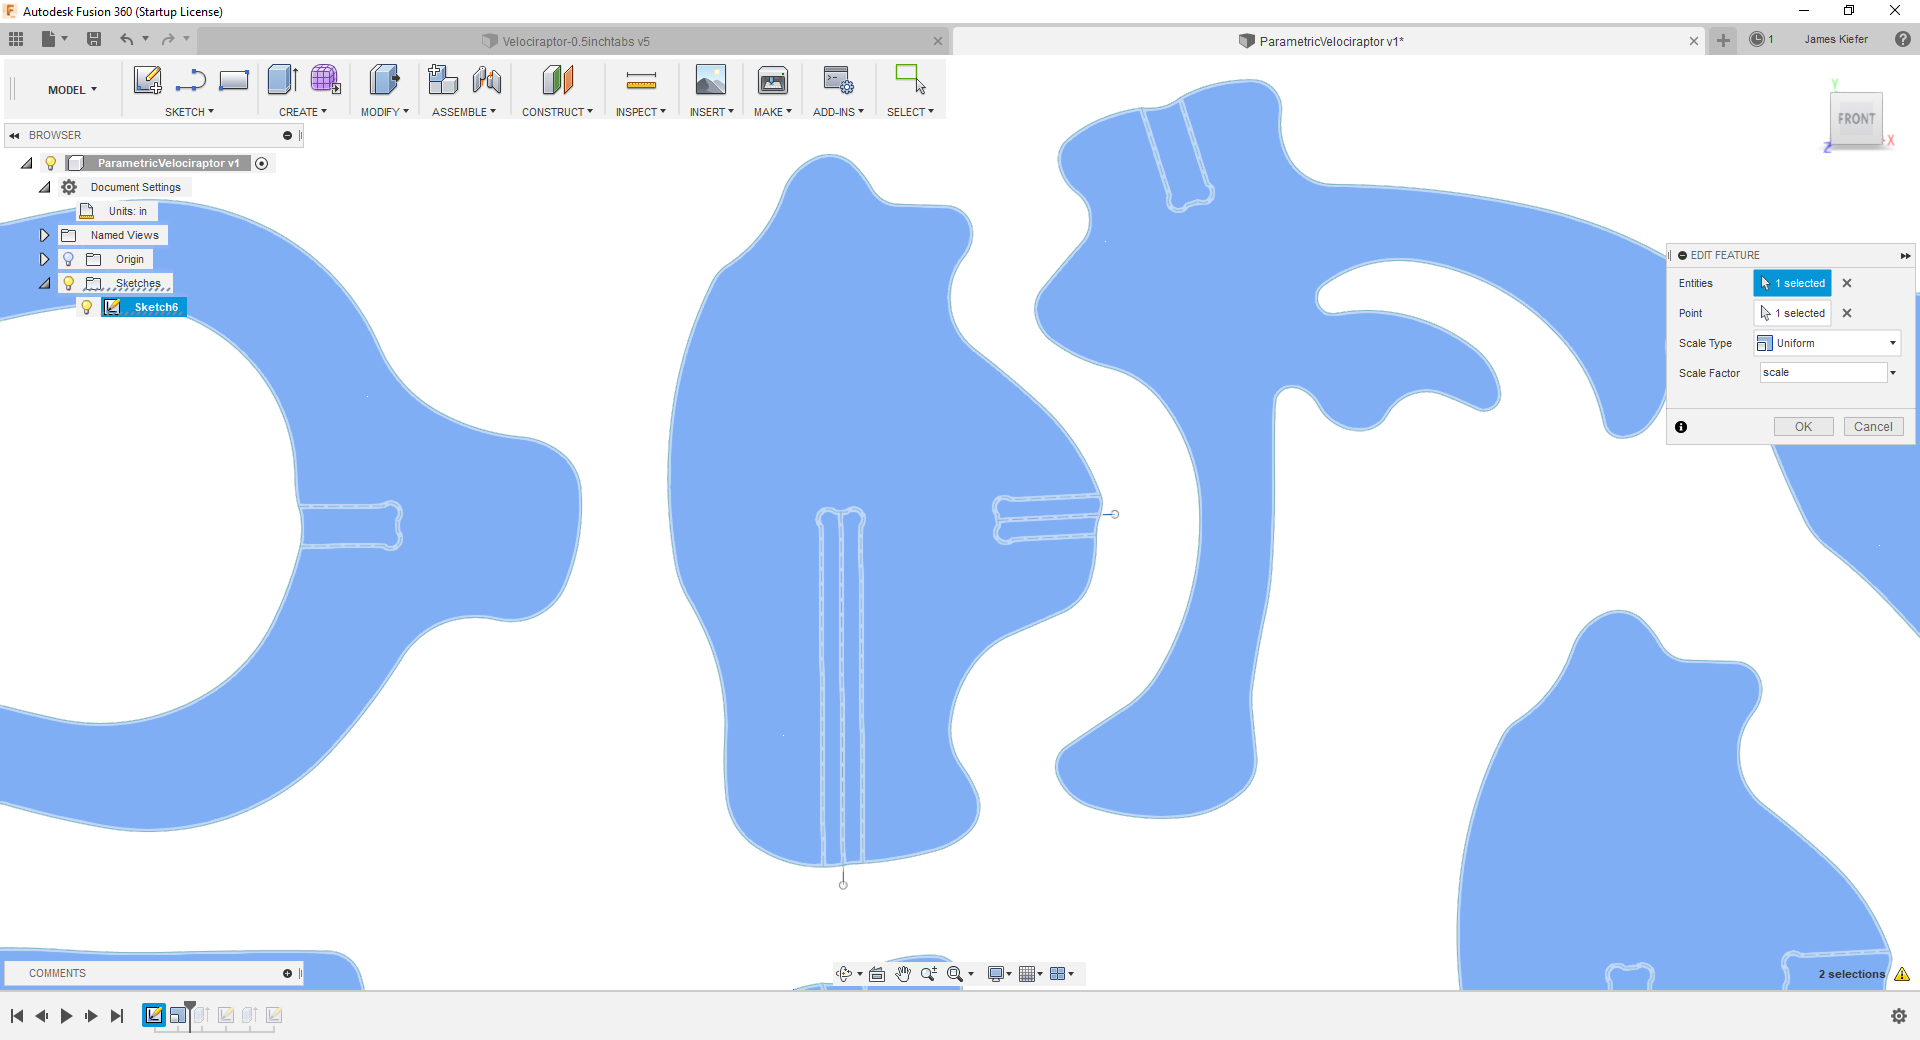 Autodesk Fusion 360 (Startup License)
Velociraptor-0.5inchtabs v5
ParametricVelociraptor v1*
1
James Kiefer
MODEL
SKETCH
CREATE
MODIFY
ASSEMBLE
CONSTRUCT
INSPECT
INSERT
MAKE
ADD-INS
SELECT
BROWSER
ParametricVelociraptor v1
Document Settings
Units: in
Named Views
Origin
Sketches
Sketch6
Y
FRONT
X
Z
EDIT FEATURE
Entities 1 selected
Point 1 selected
Scale Type Uniform
Scale Factor scale
OK Cancel
COMMENTS
2 selections